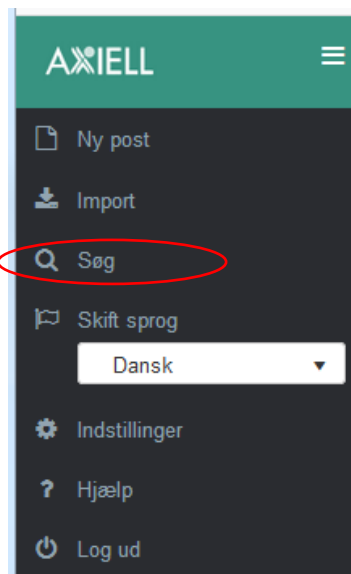 AXIELL
Ny post
Import
Søg
Skift sprog
Dansk
Indstillinger
? Hjælp
Log ud